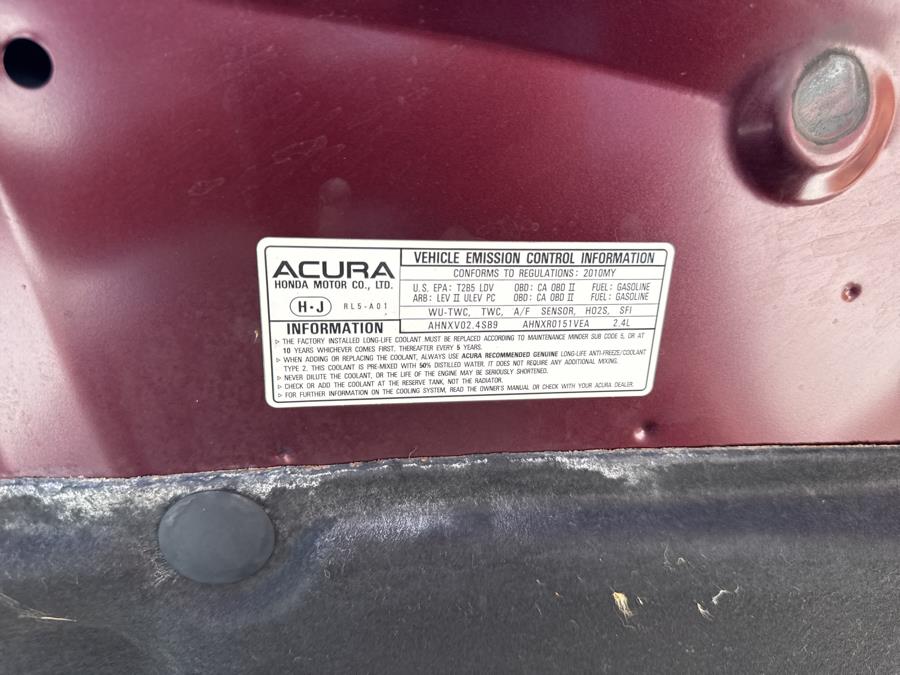 ACURA
HONDA MOTOR CO., LTD.
H·J RL5-A01
VEHICLE EMISSION CONTROL INFORMATION
CONFORMS TO REGULATIONS: 2010MY
U.S. EPA: T2B5 LDV OBD: CA OBD II FUEL: GASOLINE
ARB: LEV II ULEV PC OBD: CA OBD II FUEL: GASOLINE
WU-TWC, TWC, A/F SENSOR, HO2S, SFI
AHNXV02.4S89 AHNXR0151VEA 2.4L
INFORMATION
▷ THE FACTORY INSTALLED LONG-LIFE COOLANT MUST BE REPLACED ACCORDING TO MAINTENANCE MINDER SUB CODE 5, OR AT
10 YEARS WHICHEVER COMES FIRST, THEREAFTER EVERY 5 YEARS.
▷ WHEN ADDING OR REPLACING THE COOLANT, ALWAYS USE ACURA RECOMMENDED GENUINE LONG-LIFE ANTI-FREEZE/COOLANT
TYPE 2. THIS COOLANT IS PRE-MIXED WITH 50% DISTILLED WATER, IT DOES NOT REQUIRE ANY ADDITIONAL MIXING.
▷ NEVER DILUTE THE COOLANT, OR THE LIFE OF THE ENGINE MAY BE SERIOUSLY SHORTENED.
▷ CHECK OR ADD THE COOLANT AT THE RESERVE TANK, NOT THE RADIATOR.
▷ FOR FURTHER INFORMATION ON THE COOLING SYSTEM, READ THE OWNER'S MANUAL OR CHECK WITH YOUR ACURA DEALER.